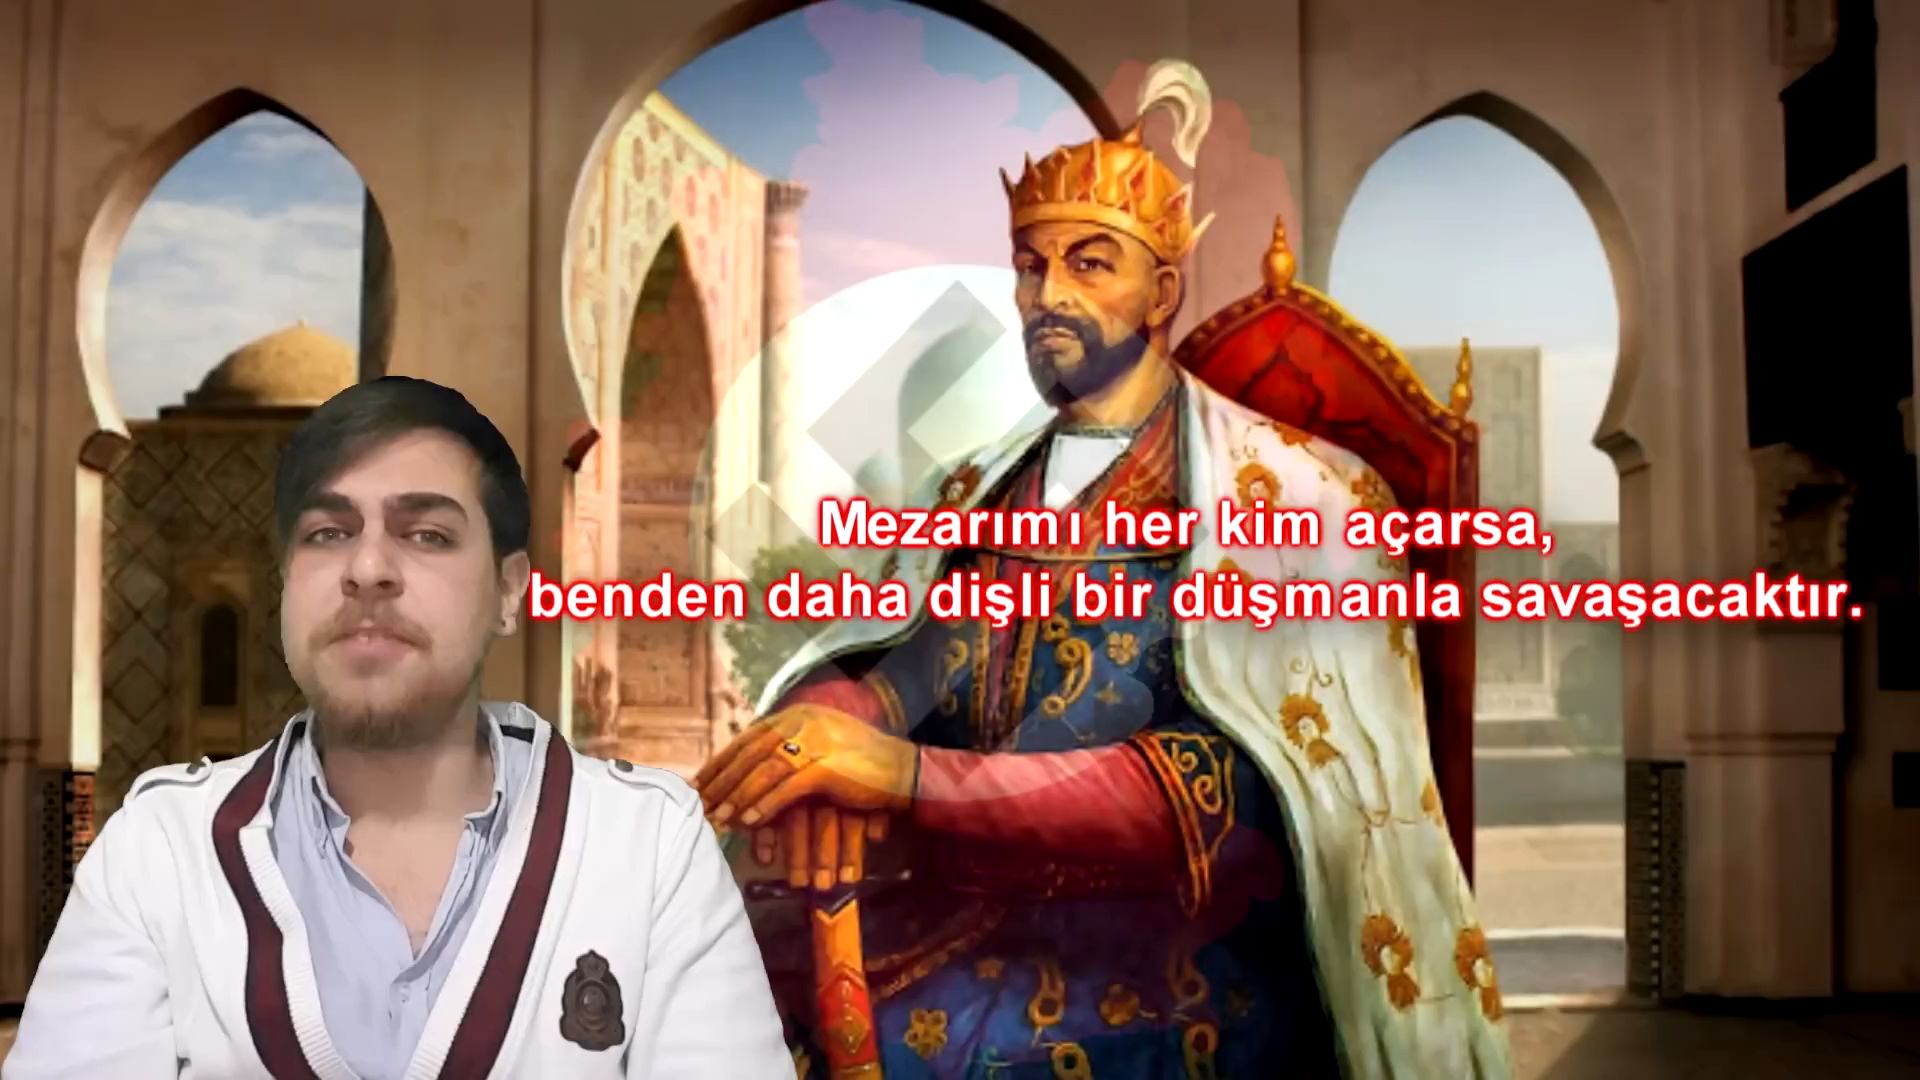 Mezarımı her kim açarsa,
benden daha dişli bir düşmanla savaşacaktır.